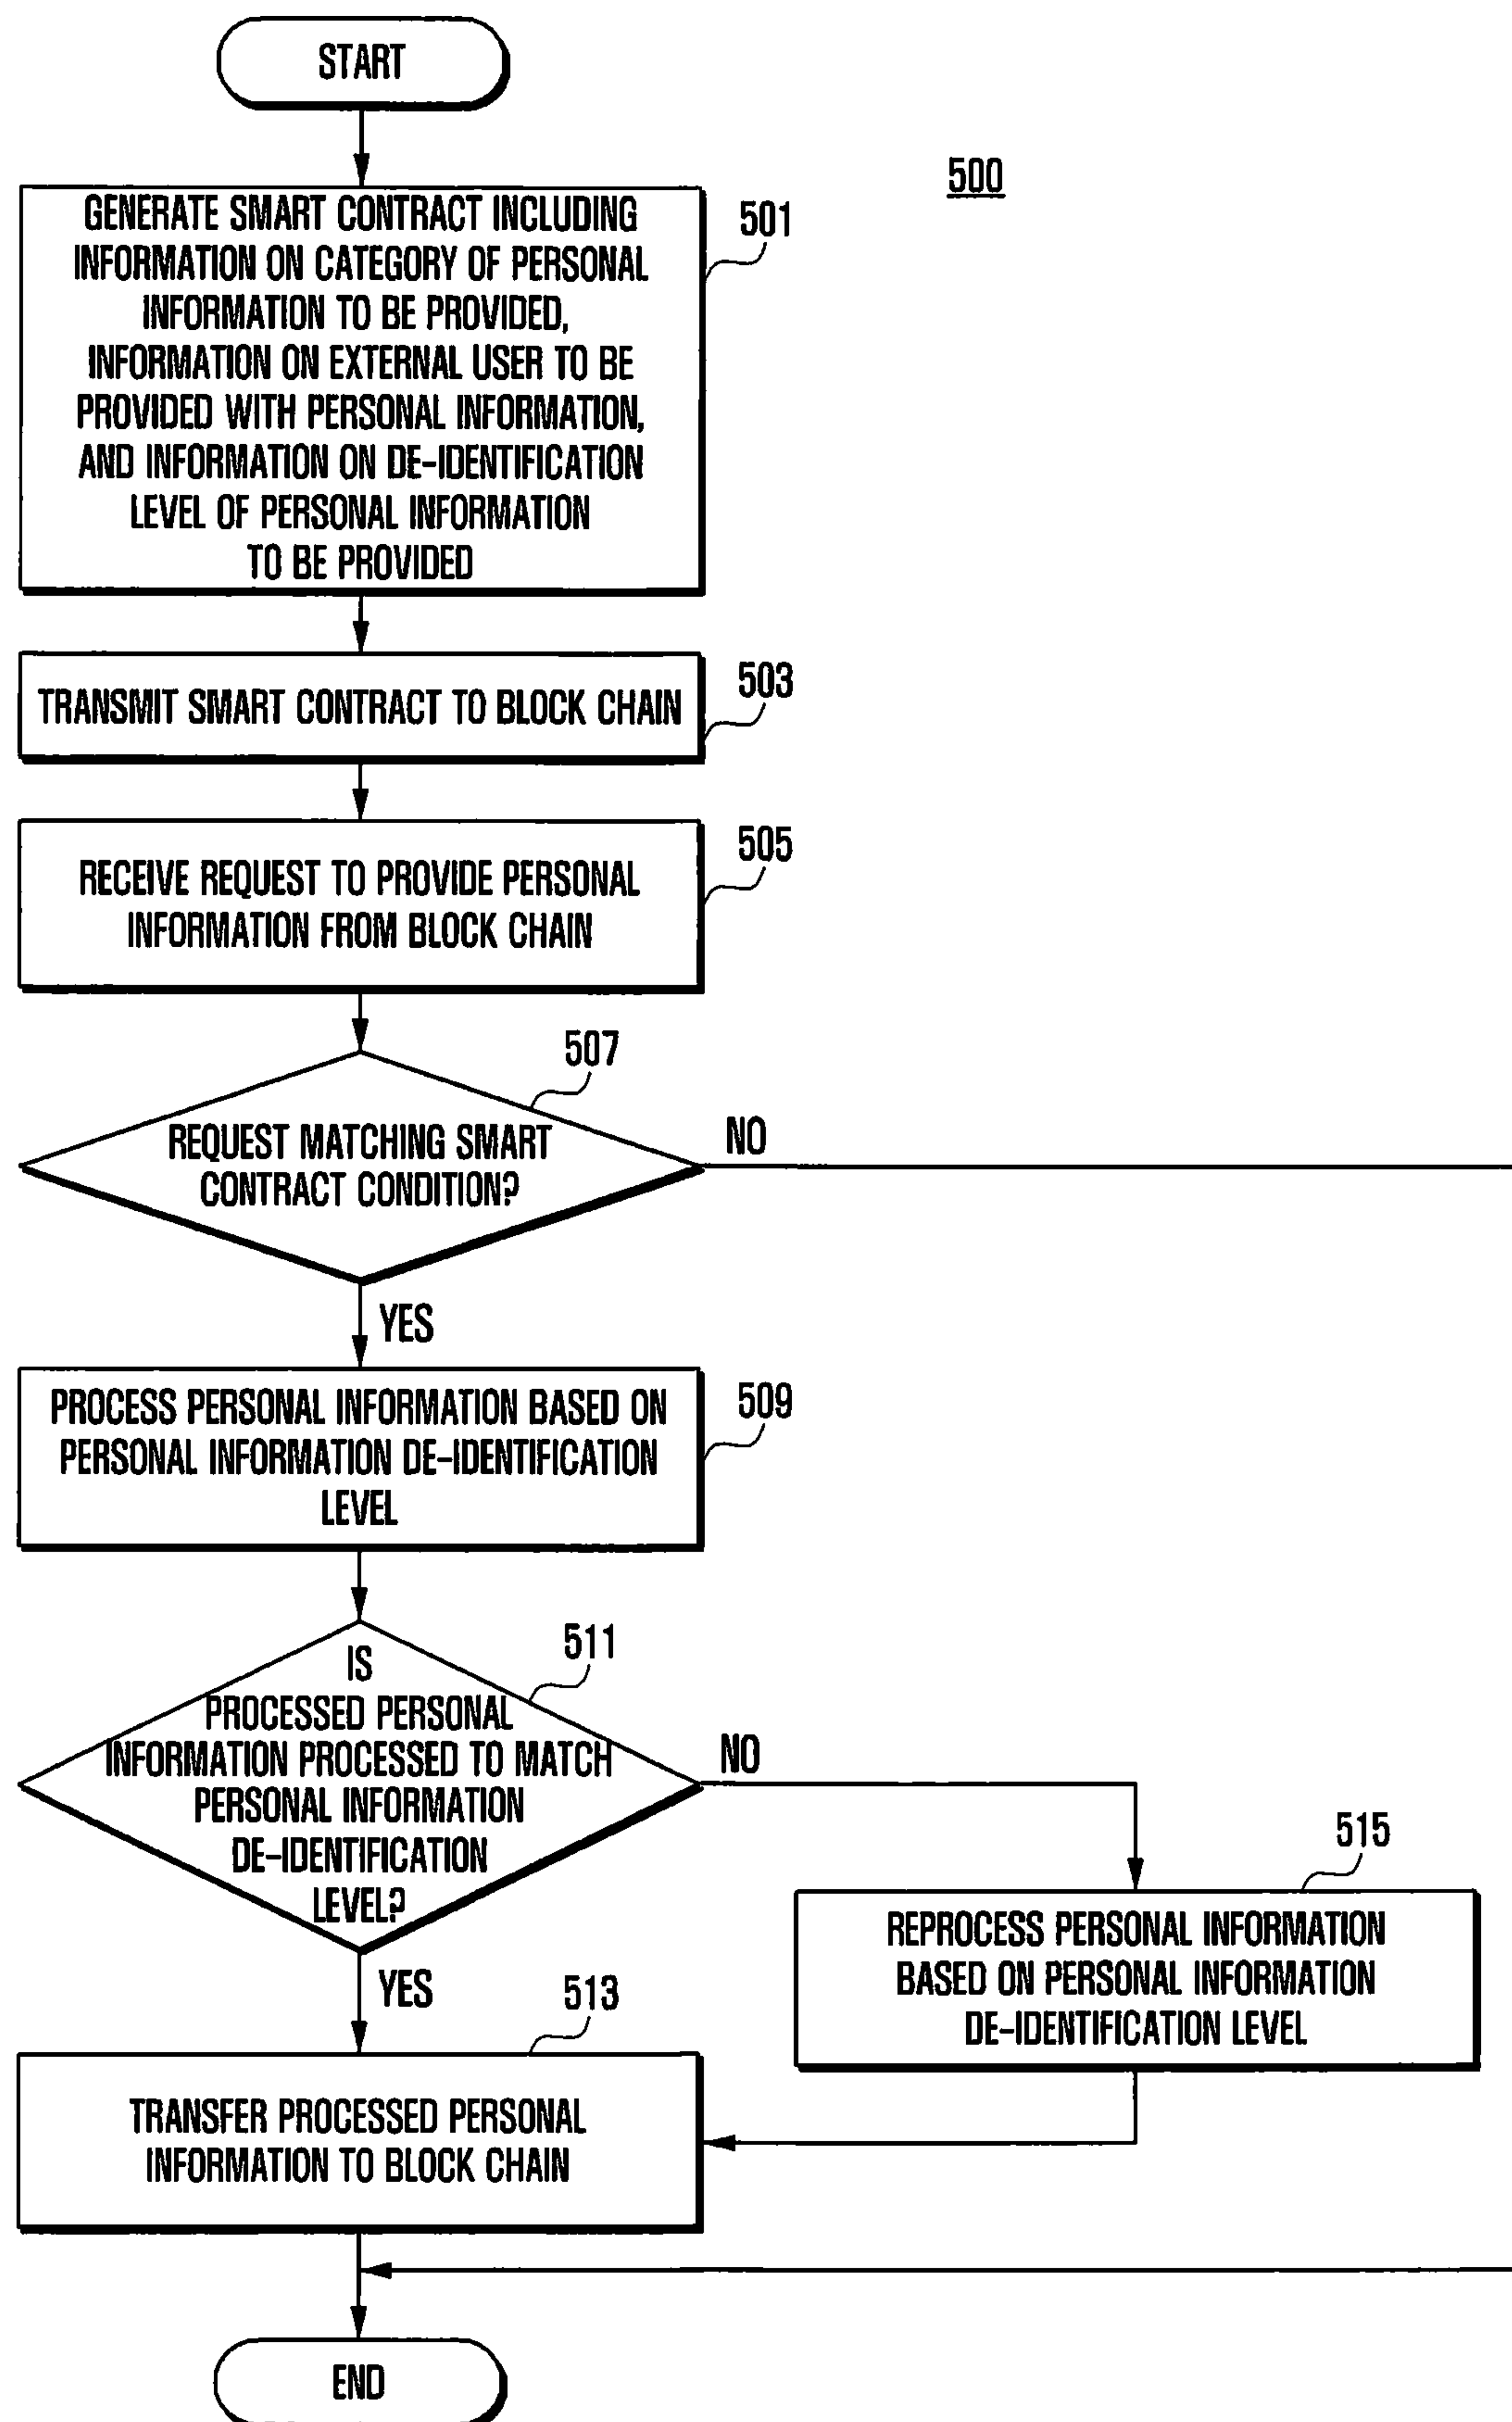 START
500
GENERATE SMART CONTRACT INCLUDING
INFORMATION ON CATEGORY OF PERSONAL
INFORMATION TO BE PROVIDED,
INFORMATION ON EXTERNAL USER TO BE
PROVIDED WITH PERSONAL INFORMATION,
AND INFORMATION ON DE-IDENTIFICATION
LEVEL OF PERSONAL INFORMATION
TO BE PROVIDED
501
TRANSMIT SMART CONTRACT TO BLOCK CHAIN
503
RECEIVE REQUEST TO PROVIDE PERSONAL
INFORMATION FROM BLOCK CHAIN
505
507
REQUEST MATCHING SMART
CONTRACT CONDITION?
NO
YES
PROCESS PERSONAL INFORMATION BASED ON
PERSONAL INFORMATION DE-IDENTIFICATION
LEVEL
509
511
IS
PROCESSED PERSONAL
INFORMATION PROCESSED TO MATCH
PERSONAL INFORMATION
DE-IDENTIFICATION
LEVEL?
NO
YES
515
REPROCESS PERSONAL INFORMATION
BASED ON PERSONAL INFORMATION
DE-IDENTIFICATION LEVEL
513
TRANSFER PROCESSED PERSONAL
INFORMATION TO BLOCK CHAIN
END